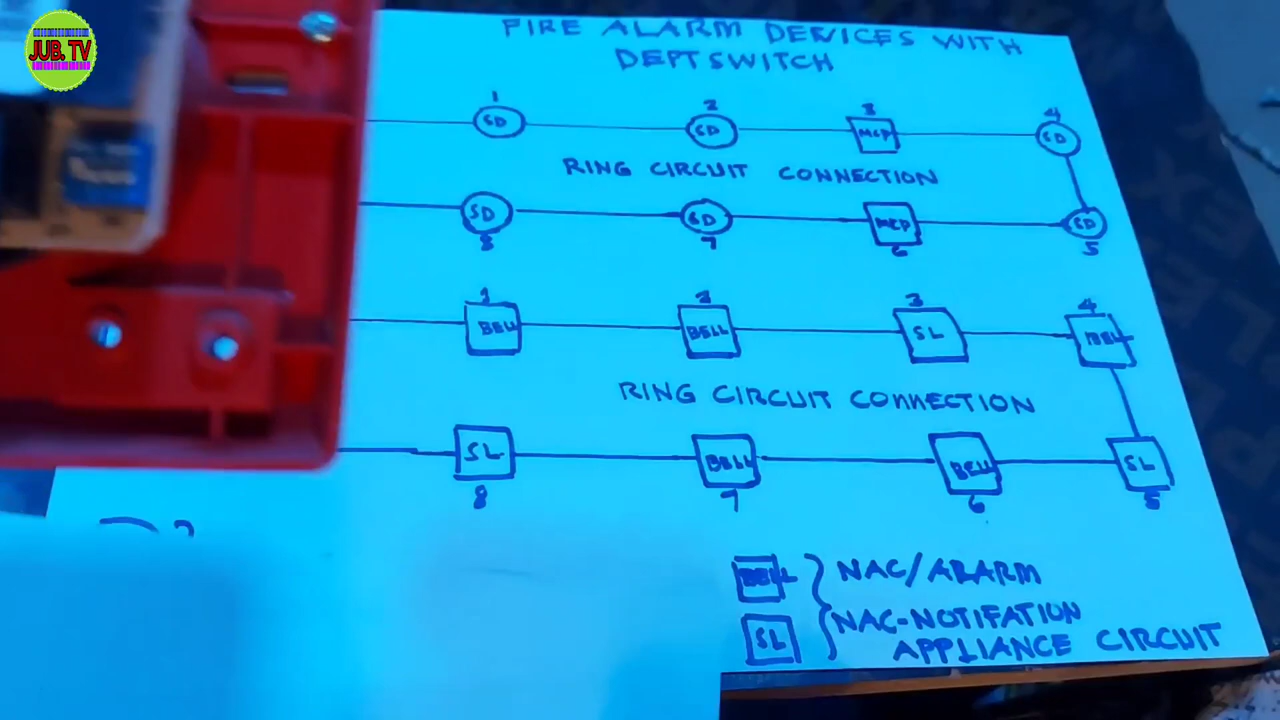 JUB.TV
FIRE ALARM DEVICES WITH
DEPTSWITCH
1 2 3 4
SD SD MCP SD
RING CIRCUIT CONNECTION
SD SD MCP SD
8 7 6 5
1 2 3 4
BELL BELL SL BELL
RING CIRCUIT CONNECTION
SL BELL BELL SL
8 7 6 5
BELL NAC/ALARM
SL NAC-NOTIFATION
APPLIANCE CIRCUIT